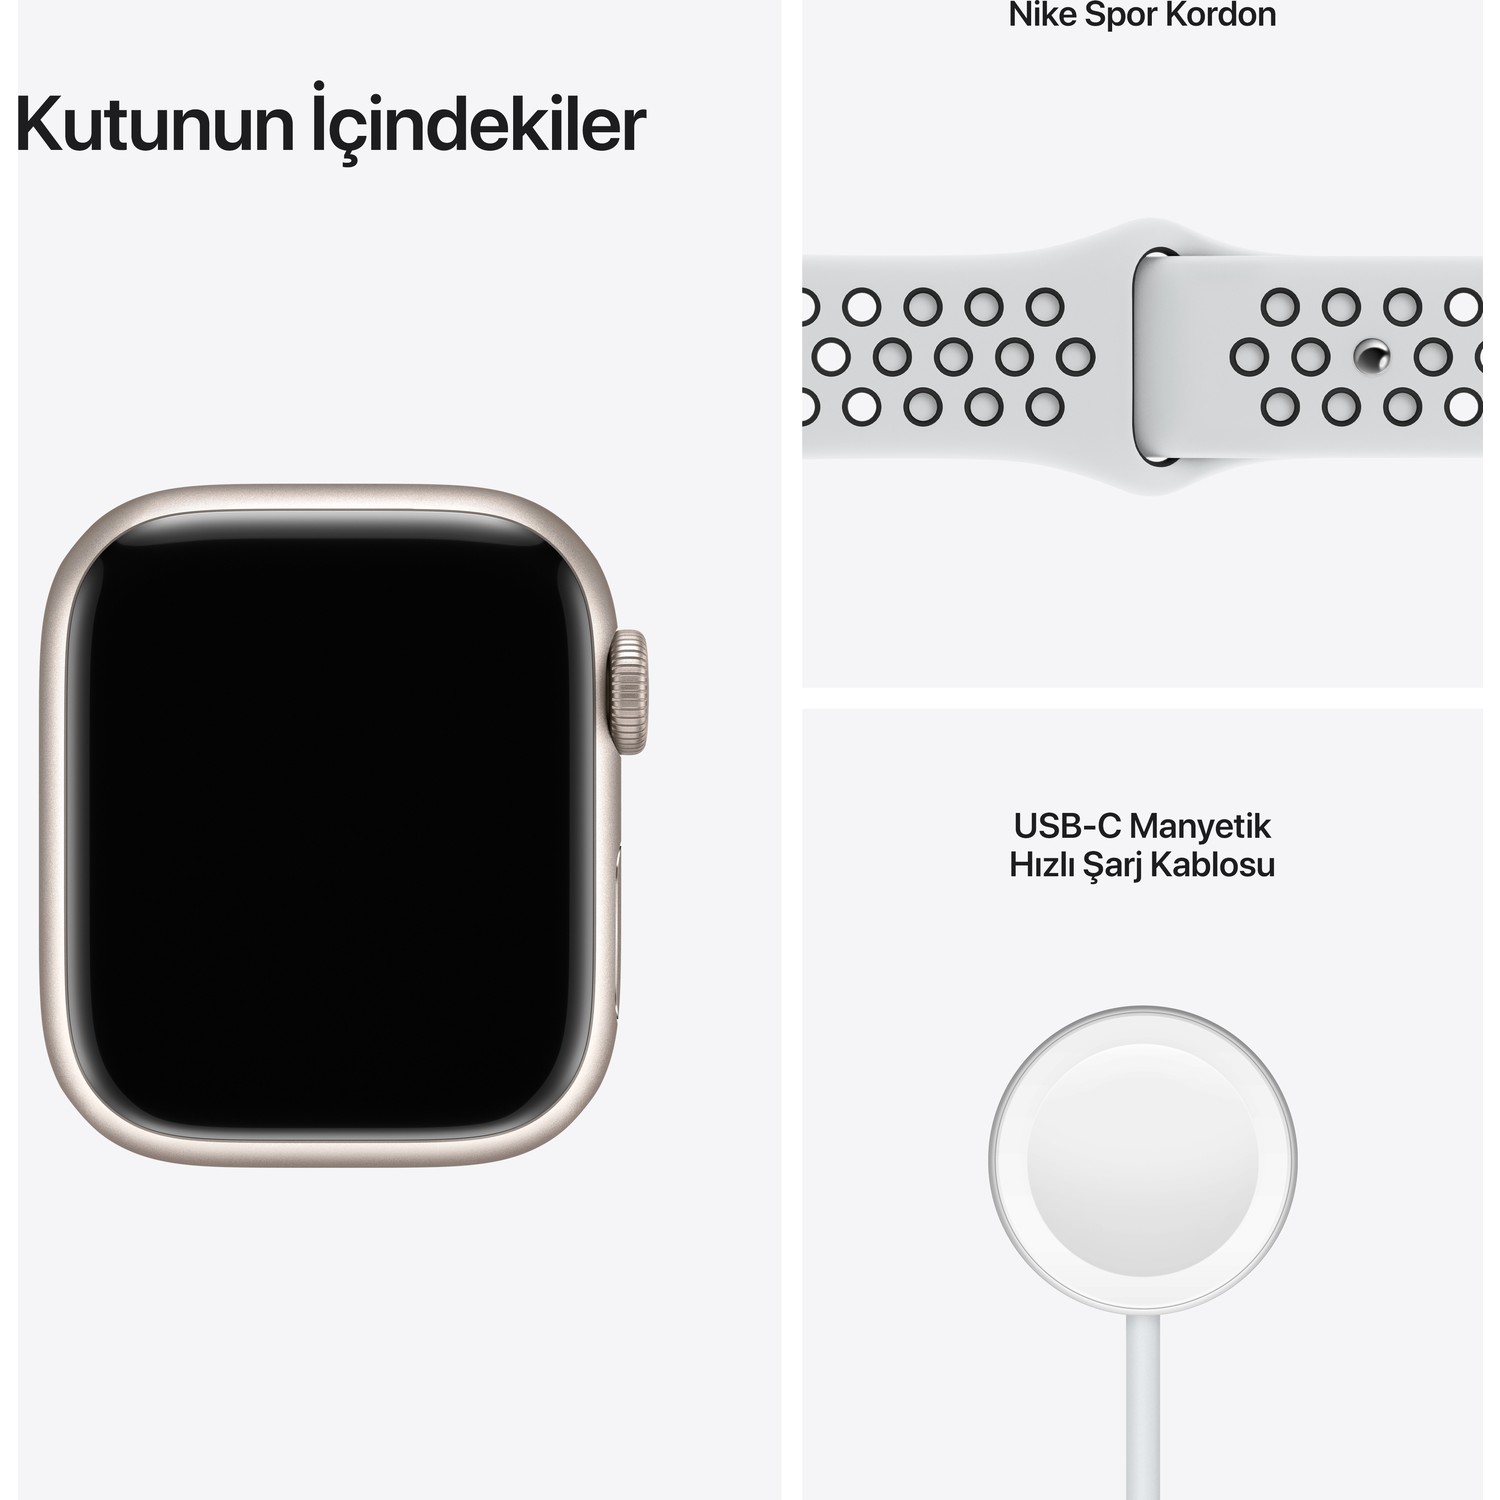 Kutunun İçindekiler
Nike Spor Kordon
USB-C Manyetik
Hızlı Şarj Kablosu